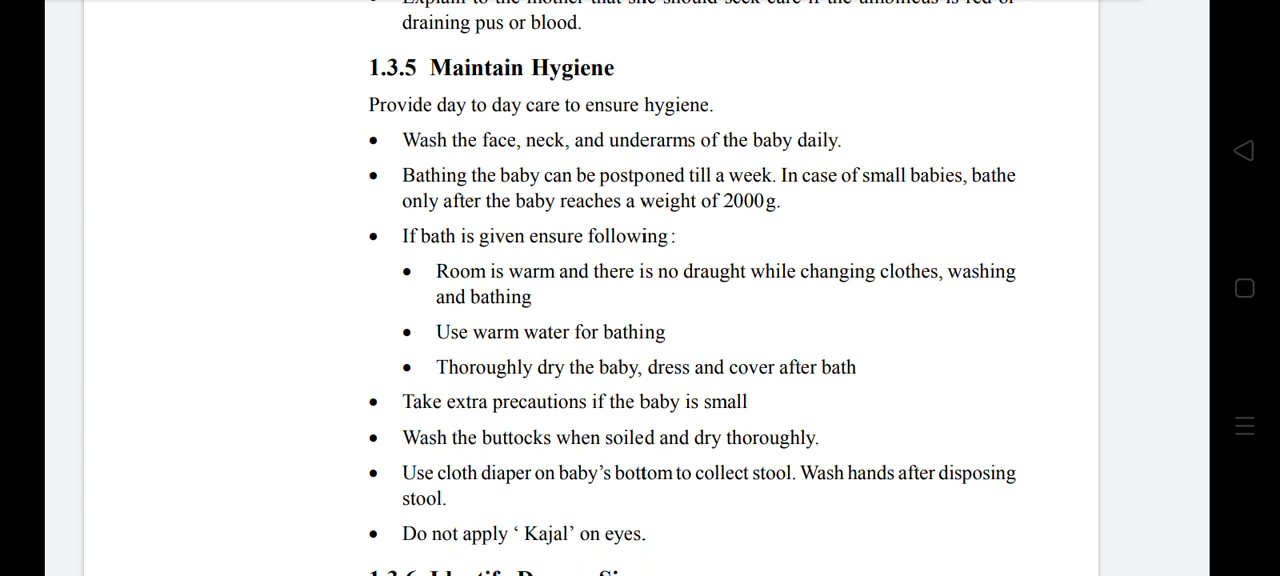 draining pus or blood.
1.3.5 Maintain Hygiene
Provide day to day care to ensure hygiene.
• Wash the face, neck, and underarms of the baby daily.
• Bathing the baby can be postponed till a week. In case of small babies, bathe
only after the baby reaches a weight of 2000g.
• If bath is given ensure following:
• Room is warm and there is no draught while changing clothes, washing
and bathing
• Use warm water for bathing
• Thoroughly dry the baby, dress and cover after bath
• Take extra precautions if the baby is small
• Wash the buttocks when soiled and dry thoroughly.
• Use cloth diaper on baby's bottom to collect stool. Wash hands after disposing
stool.
• Do not apply ‘ Kajal’ on eyes.